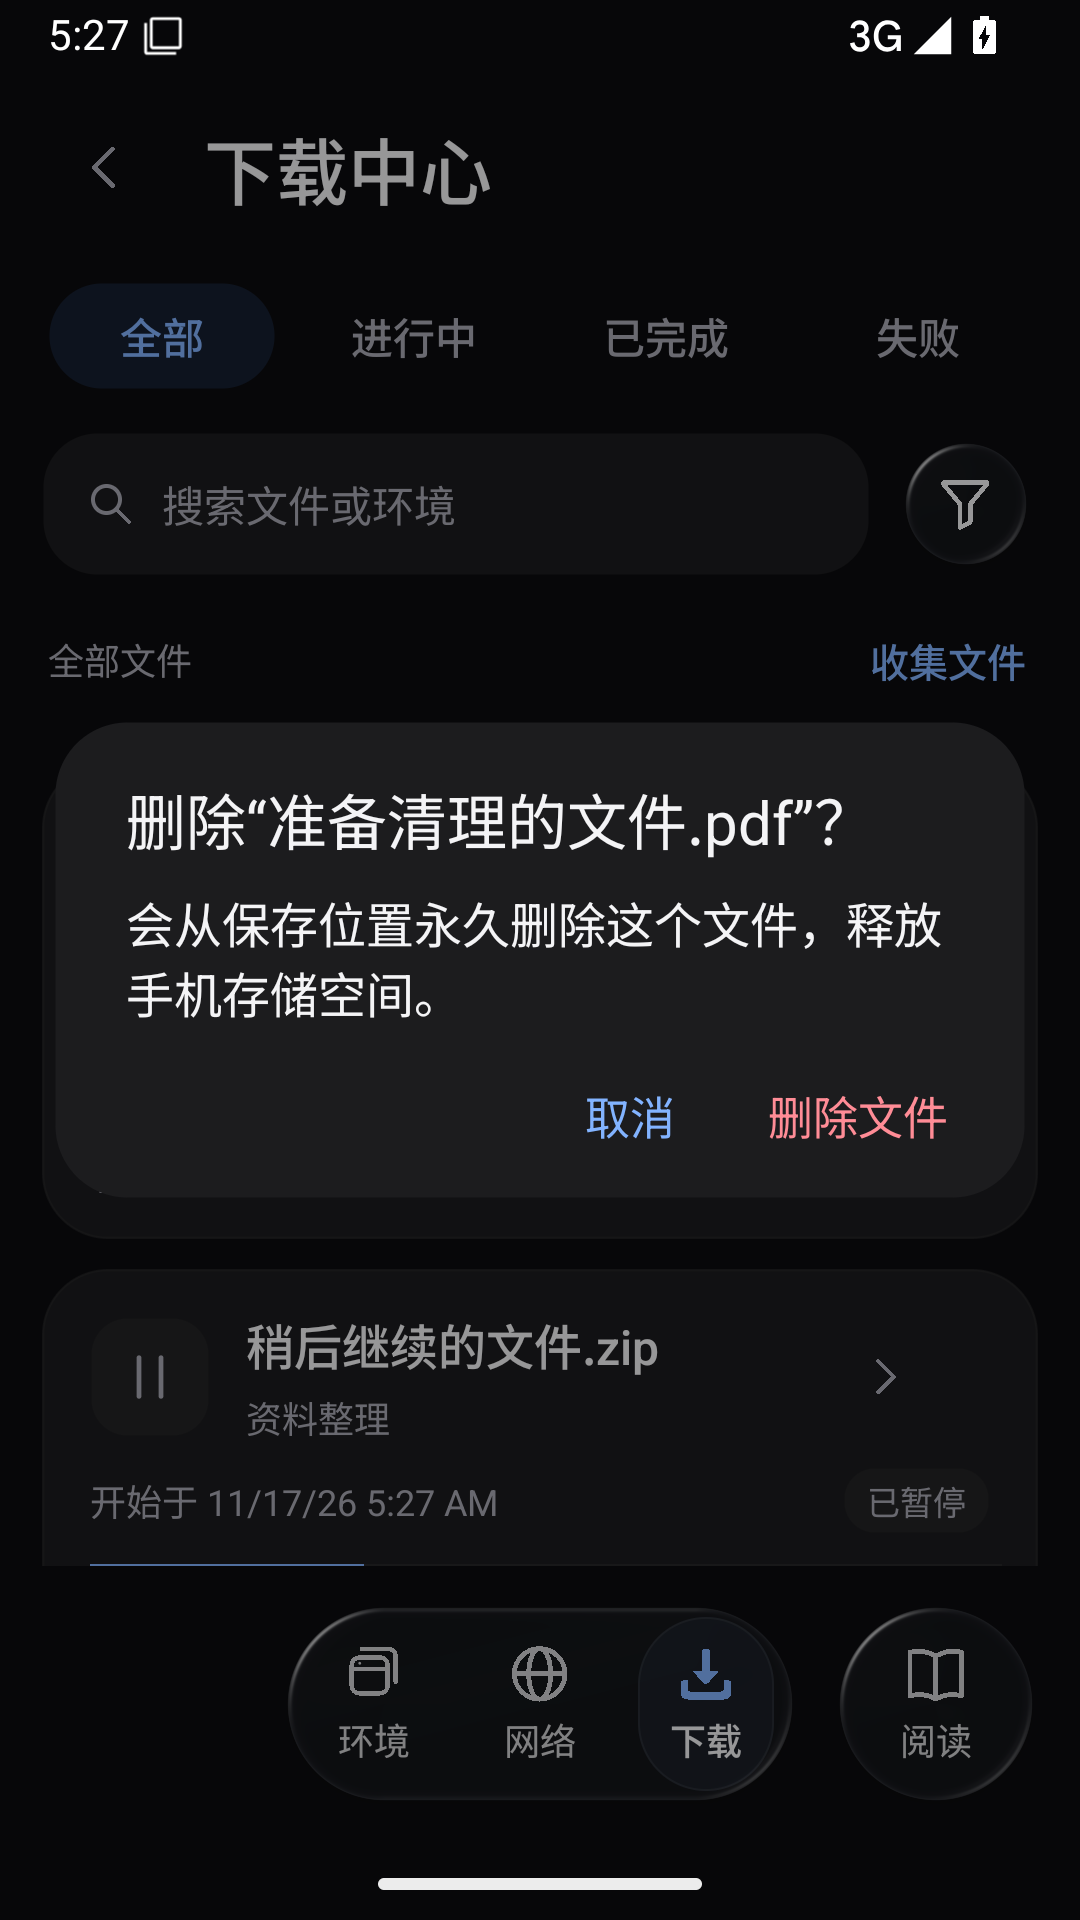 5:27
3G
下载中心
全部
进行中
已完成
失败
搜索文件或环境
全部文件
收集文件
删除“准备清理的文件.pdf”?
会从保存位置永久删除这个文件，释放
手机存储空间。
取消
删除文件
稍后继续的文件.zip
资料整理
开始于 11/17/26 5:27 AM
已暂停
环境
网络
下载
阅读